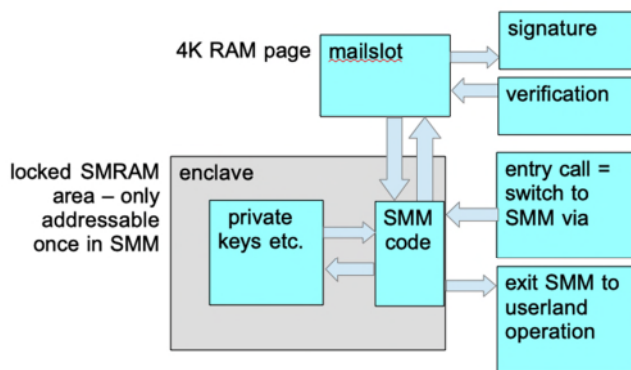 4K RAM page
mailslot
signature
verification
locked SMRAM
area – only
addressable
once in SMM
enclave
private
keys etc.
SMM
code
entry call =
switch to
SMM via
exit SMM to
userland
operation